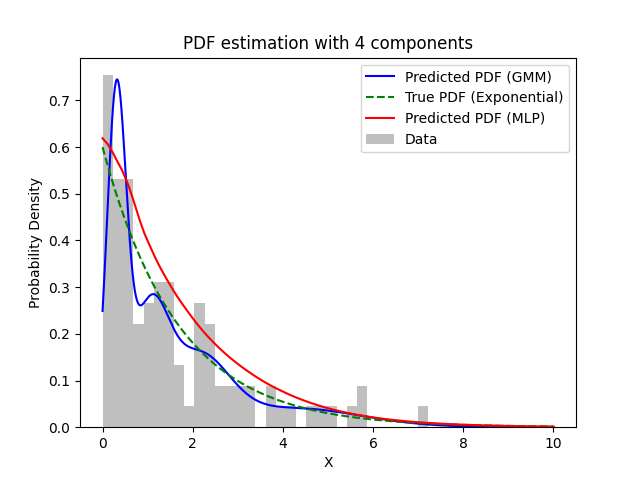 PDF estimation with 4 components
Predicted PDF (GMM)
True PDF (Exponential)
Predicted PDF (MLP)
Data
Probability Density
0.7
0.6
0.5
0.4
0.3
0.2
0.1
0.0
0 2 4 6 8 10
X